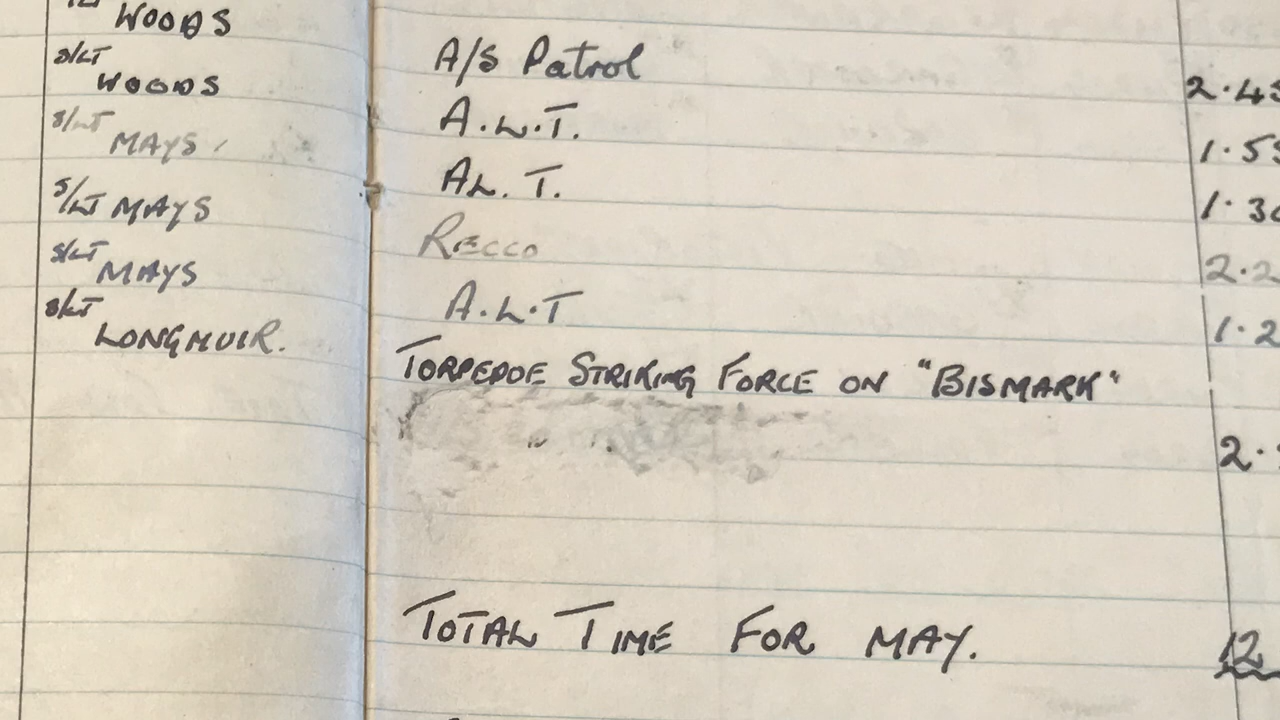 WOODS
S/LT WOODS A/S Patrol
S/LT MAYS A.L.T. 1.5
S/LT MAYS AL. T. 1.3
S/LT MAYS RECCO 2.2
S/LT LONGMUIR. A.L.T 1.2
TORPEDOE STRIKING FORCE ON "BISMARK"
2.
TOTAL TIME FOR MAY. 12